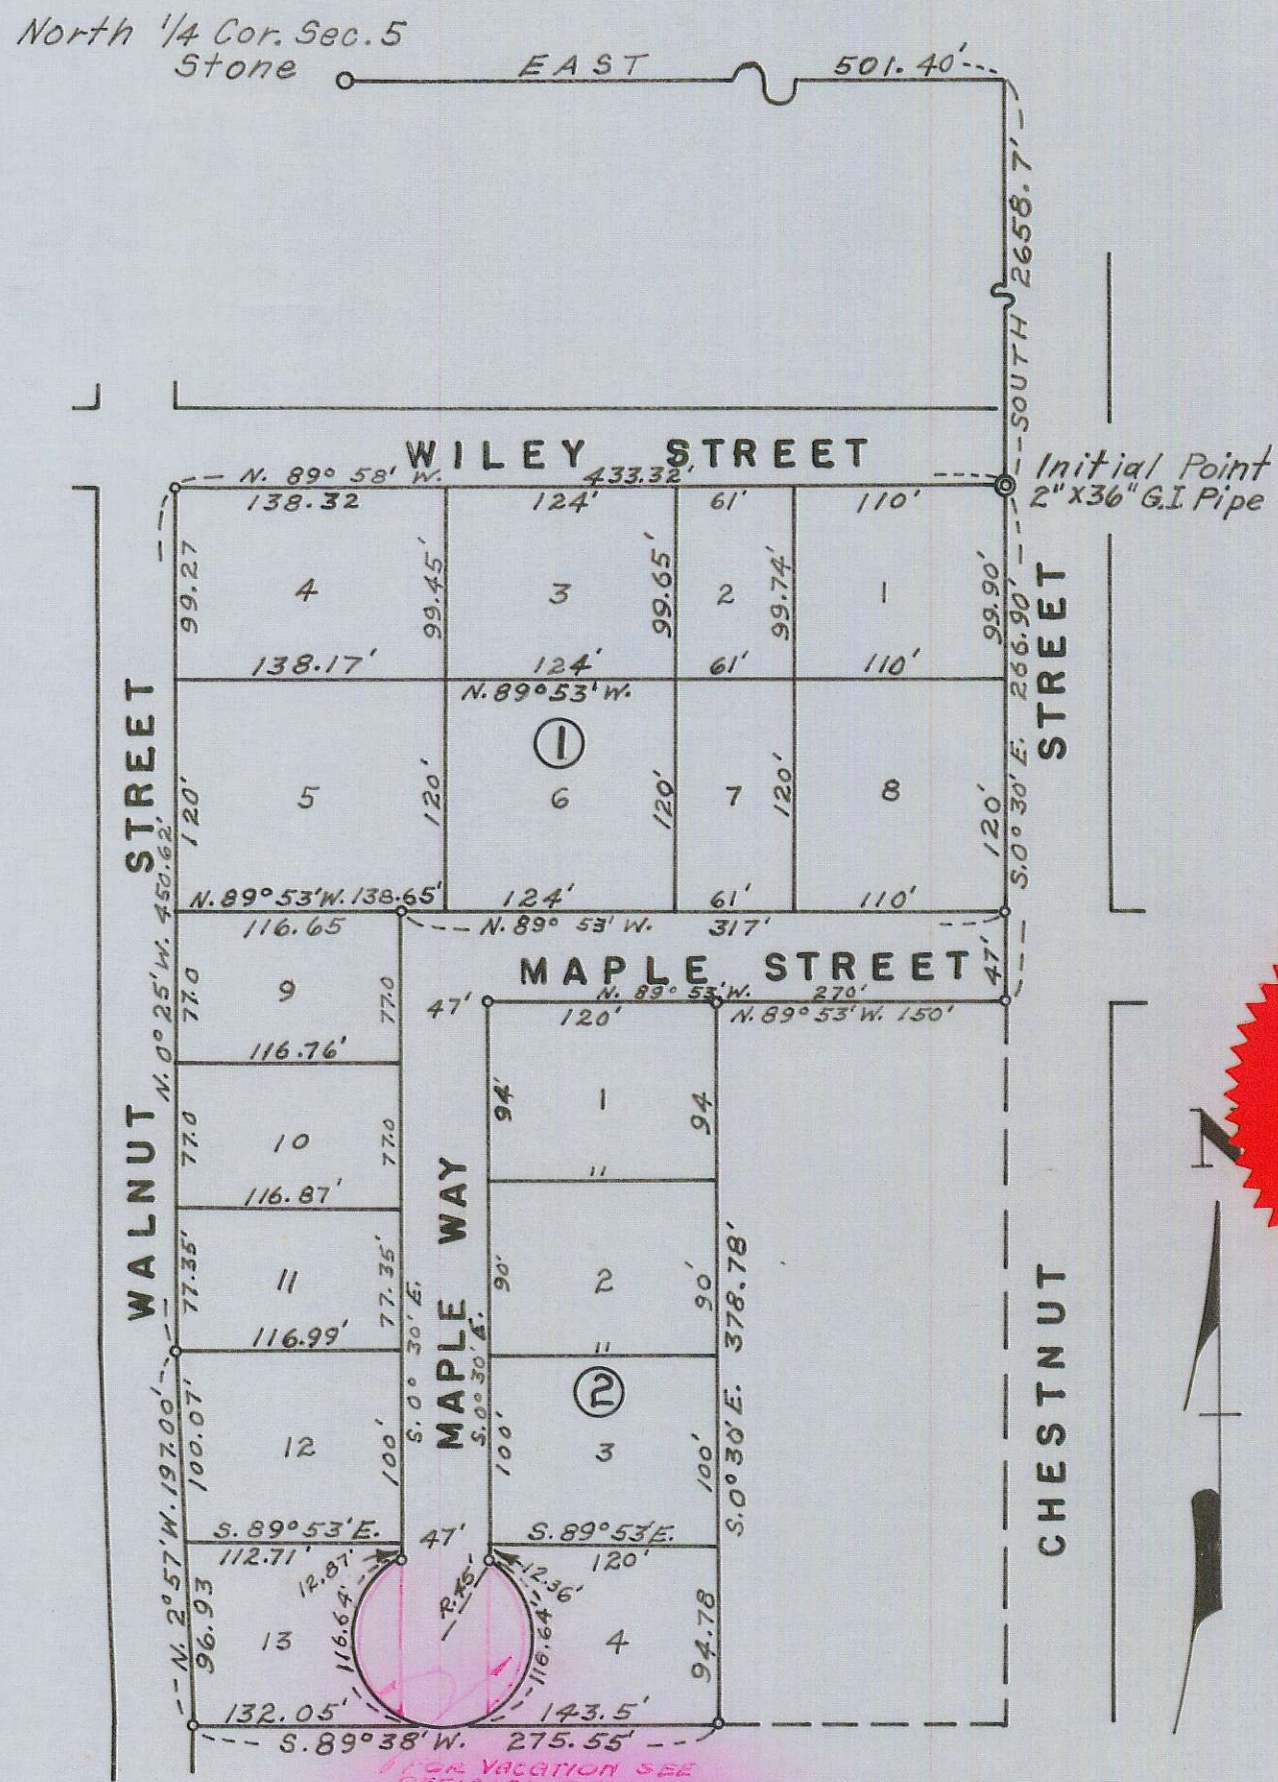 North 1/4 Cor. Sec. 5
Stone
EAST
501.40'
SOUTH 2658.7'
WILEY STREET
N. 89° 58' W. 433.32'
Initial Point
2"X36" G.I. Pipe
138.32
124'
61'
110'
99.27
4
99.45'
3
99.65'
2
99.74'
1
99.90'
138.17'
124'
61'
110'
N. 89° 53' W.
1
120'
5
120'
6
120'
7
120'
8
120'
S. 0° 30' E. 266.90'
STREET
STREET
N. 89° 53' W. 138.65'
124'
61'
110'
N. 89° 53' W. 317'
116.65
MAPLE STREET
47'
N. 89° 53' W. 270'
47'
120'
N. 89° 53' W. 150'
N. 0° 25' W. 450.62'
77.0
9
77.0
116.76'
94'
1
94
77.0
10
77.0
"
116.87'
WALNUT
MAPLE WAY
77.35'
11
77.35'
90'
2
90'
116.99'
"
S. 0° 30' E.
S. 0° 30' E.
2
S. 0° 30' E. 378.78'
CHESTNUT
N
100.07'
12
100'
100'
3
100'
S. 89° 53' E.
47'
S. 89° 53' E.
112.71'
120'
12.87'
12.36'
N. 2° 57' W. 197.00'
96.93
13
116.64'
R. 45'
116.64'
4
94.78
132.05'
143.5'
S. 89° 38' W. 275.55'
FOR VACATION SEE